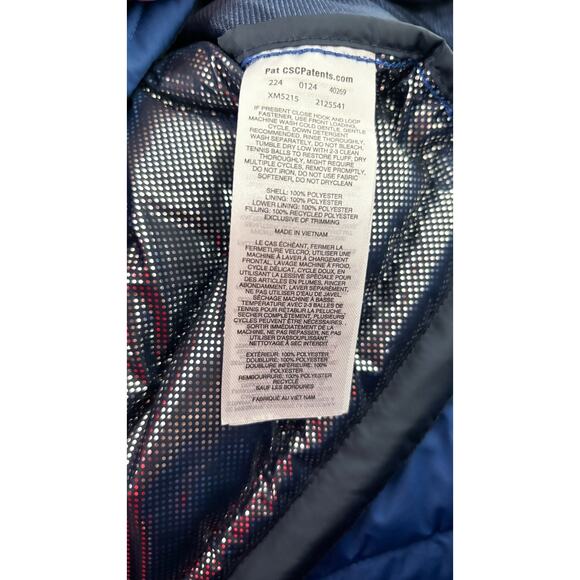 Pat CSCPatents.com
224 0124 40269
XM5215 2125541
IF PRESENT CLOSE HOOK AND LOOP
FASTENER, USE FRONT LOADING,
MACHINE WASH COLD GENTLE, GENTLE
CYCLE, DOWN DETERGENT
RECOMMENDED, RINSE THOROUGHLY,
WASH SEPARATELY, DO NOT BLEACH,
TUMBLE DRY LOW WITH 2-3 CLEAN
TENNIS BALLS TO RESTORE FLUFF, DRY
THOROUGHLY, MIGHT REQUIRE
MULTIPLE CYCLES, REMOVE PROMPTLY,
DO NOT IRON, DO NOT USE FABRIC
SOFTENER, DO NOT DRYCLEAN
SHELL: 100% POLYESTER
LINING: 100% POLYESTER
LOWER LINING: 100% POLYESTER
FILLING: 100% RECYCLED POLYESTER
EXCLUSIVE OF TRIMMING
MADE IN VIETNAM
LE CAS ÉCHÉANT, FERMER LA
FERMETURE VELCRO, UTILISER UNE
MACHINE À LAVER À CHARGEMENT
FRONTAL, LAVAGE MACHINE À FROID,
CYCLE DÉLICAT, CYCLE DOUX, EN
UTILISANT LA LESSIVE SPÉCIALE POUR
DES ARTICLES EN PLUMES, RINCER
ABONDAMMENT, LAVER SÉPARÉMENT,
NE PAS UTILISER D'EAU DE JAVEL,
SÉCHAGE MACHINE À BASSE
TEMPÉRATURE AVEC 2-3 BALLES DE
TENNIS POUR RÉTABLIR LA PELUCHE,
SÉCHER COMPLÈTEMENT, PLUSIEURS
CYCLES PEUVENT ÊTRE NÉCESSAIRES,
SORTIR IMMÉDIATEMENT DE LA
MACHINE, NE PAS REPASSER, NE PAS
UTILISER D'ASSOUPLISSANT,
NETTOYAGE À SEC INTERDIT
EXTÉRIEUR: 100% POLYESTER
DOUBLURE: 100% POLYESTER
DOUBLURE INFÉRIEURE: 100%
POLYESTER
REMBOURRURE: 100% POLYESTER
RECYCLÉ
SAUF LES BORDURES
FABRIQUÉ AU VIET NAM